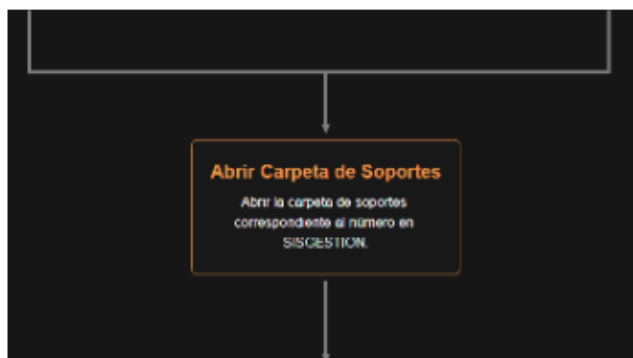 Abrir Carpeta de Soportes
Abrir la carpeta de soportes
correspondiente al número en
SISGESTION.